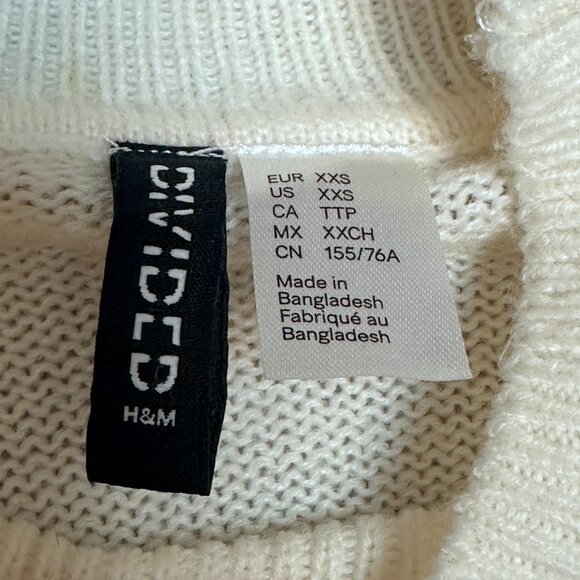 DIVIDED
H&M
EUR XXS
US XXS
CA TTP
MX XXCH
CN 155/76A
Made in
Bangladesh
Fabriqué au
Bangladesh